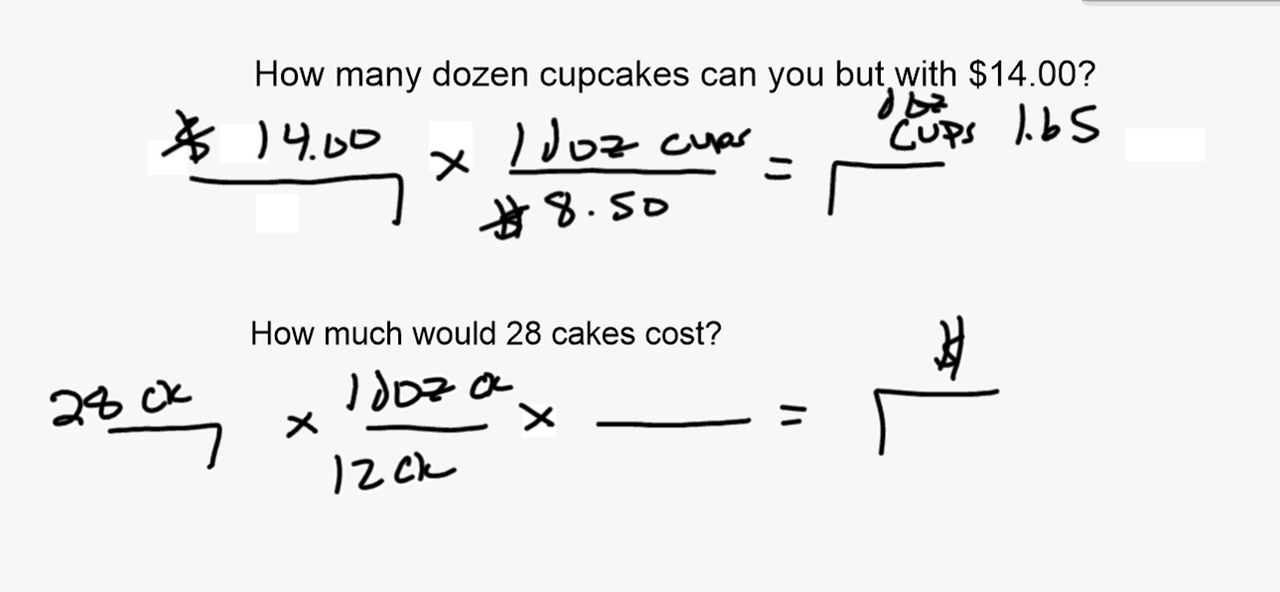 How many dozen cupcakes can you but with $14.00?
$ 14.00 × 1 doz cups = doz cups 1.65
$ 8.50
How much would 28 cakes cost?
28 ck × 1 doz ck × = $
12 ck